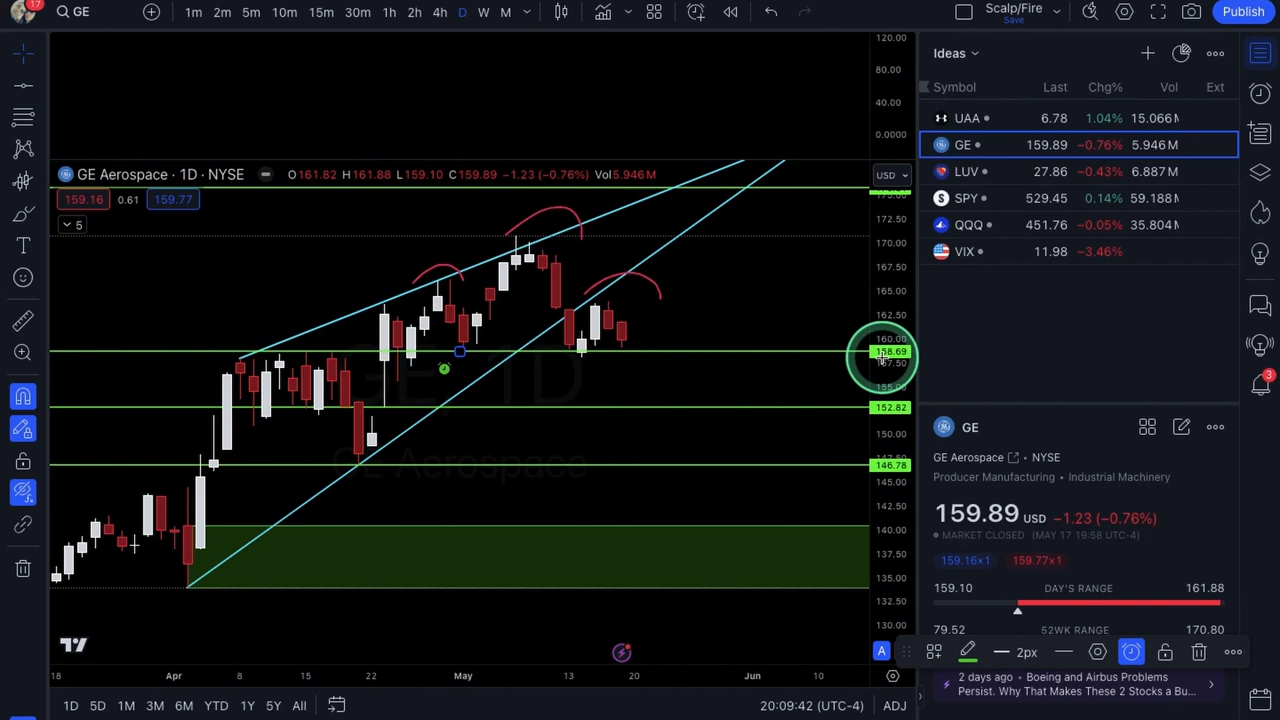 17
GE
1m 2m 5m 10m 15m 30m 1h 2h 4h D W M
Scalp/Fire
Save
Publish
120.00
80.00
40.00
0.0000
GE Aerospace · 1D · NYSE
O161.82 H161.88 L159.10 C159.89 −1.23 (−0.76%) Vol5.946M
USD
159.16 0.61 159.77
5
172.50
170.00
167.50
165.00
162.50
160.00
158.69
157.50
155.00
152.82
150.00
146.78
145.00
142.50
140.00
137.50
135.00
132.50
130.00
GE, 1D
GE Aerospace
A
18 Apr 8 15 22 May 13 20 Jun 10
1D 5D 1M 3M 6M YTD 1Y 5Y All
20:09:42 (UTC-4)
ADJ
Ideas
Symbol Last Chg% Vol Ext
UAA 6.78 1.04% 15.066M
GE 159.89 −0.76% 5.946M
LUV 27.86 −0.43% 6.887M
SPY 529.45 0.14% 59.188M
QQQ 451.76 −0.05% 35.804M
VIX 11.98 −3.46%
3
GE
GE Aerospace • NYSE
Producer Manufacturing • Industrial Machinery
159.89 USD −1.23 (−0.76%)
MARKET CLOSED (MAY 17 19:58 UTC-4)
159.16×1 159.77×1
159.10 DAY'S RANGE 161.88
79.52 52WK RANGE 170.80
2px
2 days ago • Boeing and Airbus Problems
Persist. Why That Makes These 2 Stocks a Bu...